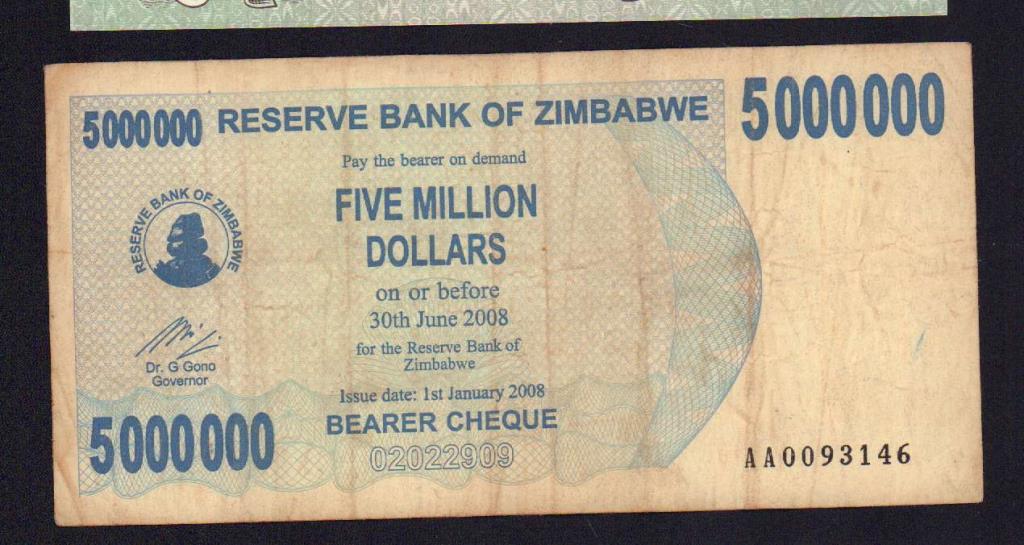 5000000 RESERVE BANK OF ZIMBABWE 5000000
Pay the bearer on demand
FIVE MILLION
DOLLARS
RESERVE BANK OF ZIMBABWE
on or before
30th June 2008
for the Reserve Bank of
Zimbabwe
Dr. G Gono
Governor
Issue date: 1st January 2008
BEARER CHEQUE
5000000
02022909
AA0093146